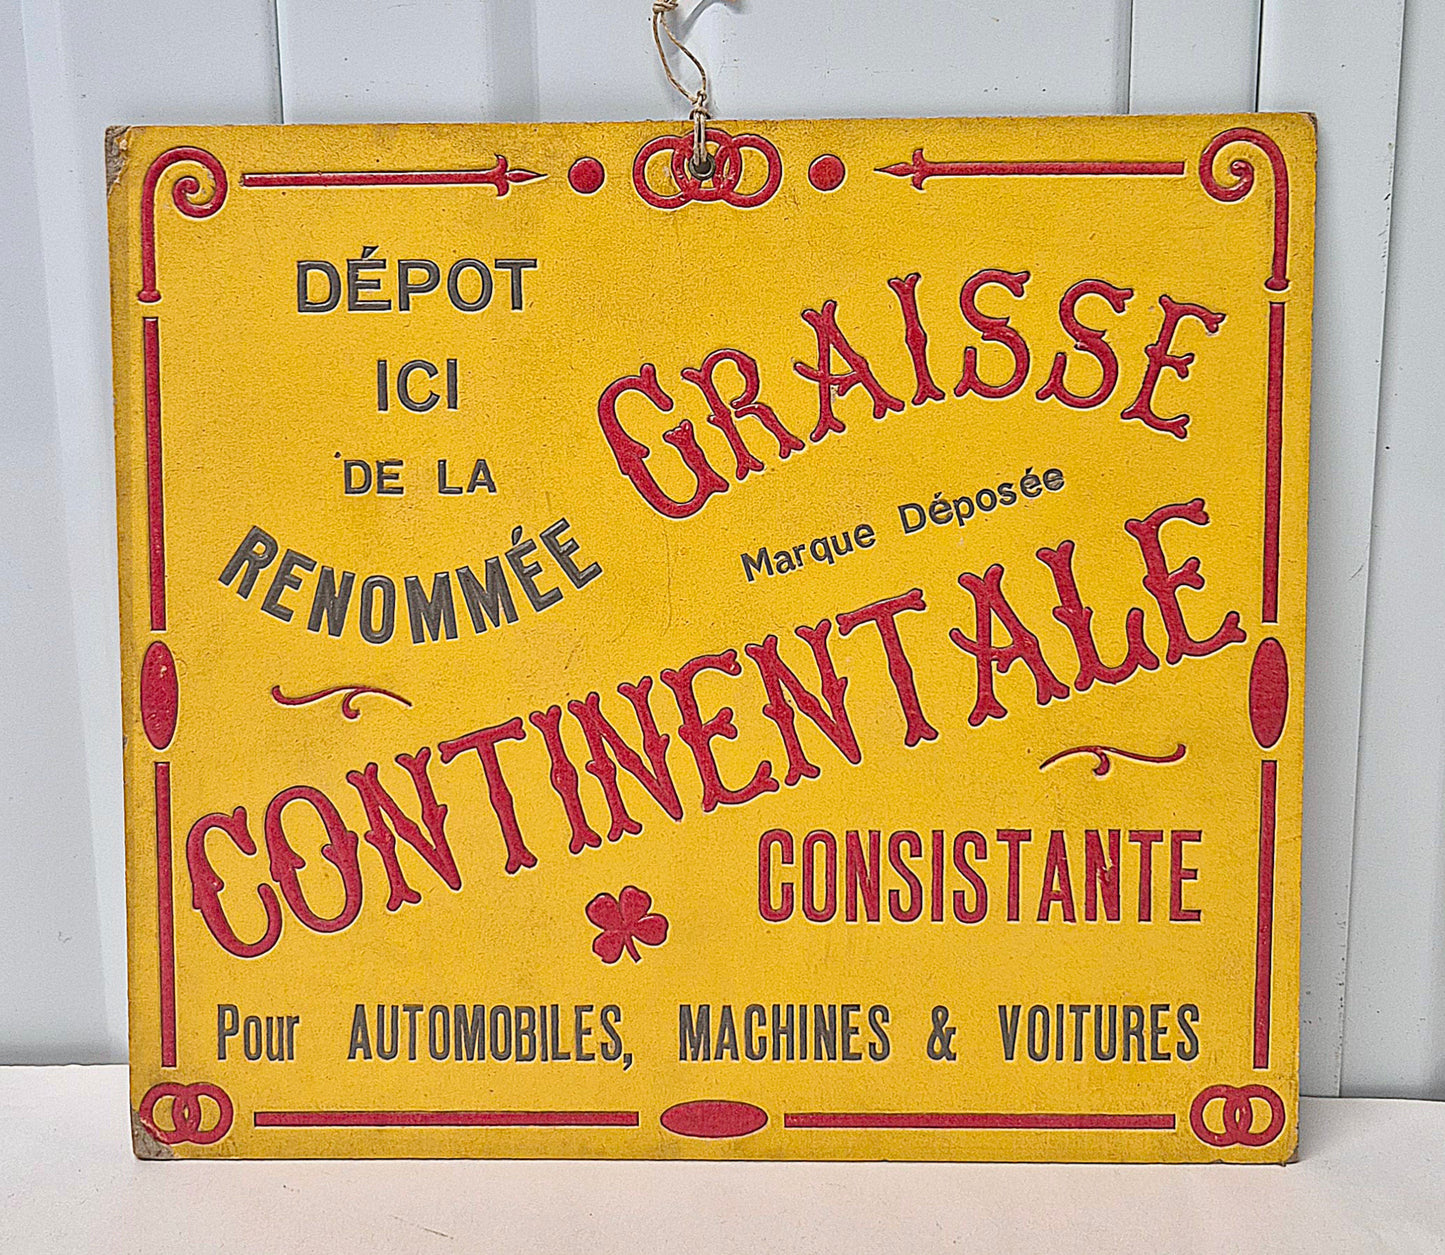 DÉPOT
ICI
DE LA
RENOMMÉE
GRAISSE
Marque Déposée
CONTINENTALE
CONSISTANTE
Pour AUTOMOBILES, MACHINES & VOITURES